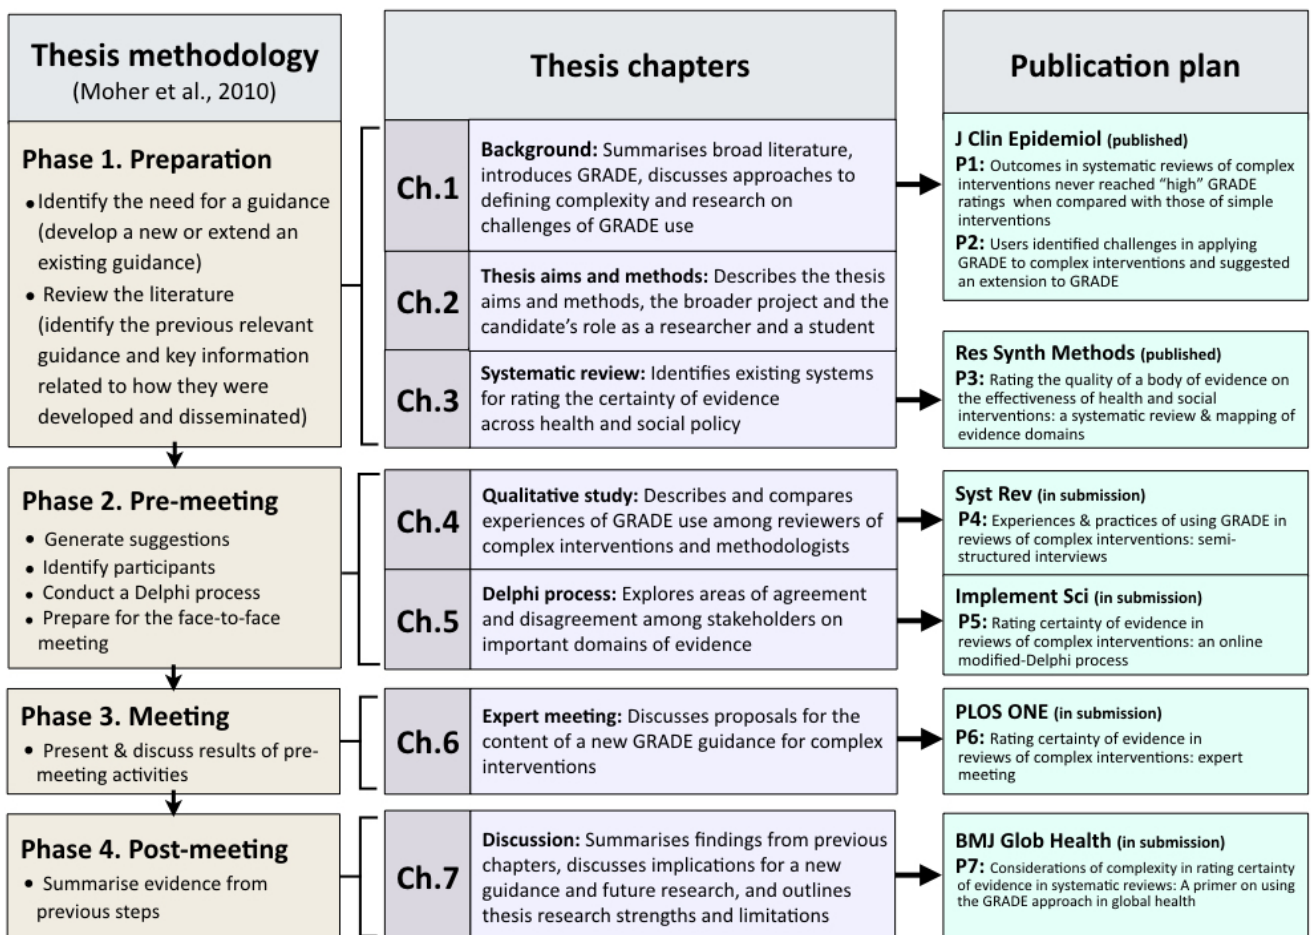 Thesis methodology
(Moher et al., 2010)
Phase 1. Preparation
• Identify the need for a guidance
(develop a new or extend an
existing guidance)
• Review the literature
(identify the previous relevant
guidance and key information
related to how they were
developed and disseminated)
Phase 2. Pre-meeting
• Generate suggestions
• Identify participants
• Conduct a Delphi process
• Prepare for the face-to-face
meeting
Phase 3. Meeting
• Present & discuss results of pre-
meeting activities
Phase 4. Post-meeting
• Summarise evidence from
previous steps
Thesis chapters
Ch.1
Background: Summarises broad literature,
introduces GRADE, discusses approaches to
defining complexity and research on
challenges of GRADE use
Ch.2
Thesis aims and methods: Describes the thesis
aims and methods, the broader project and the
candidate's role as a researcher and a student
Ch.3
Systematic review: Identifies existing systems
for rating the certainty of evidence
across health and social policy
Ch.4
Qualitative study: Describes and compares
experiences of GRADE use among reviewers of
complex interventions and methodologists
Ch.5
Delphi process: Explores areas of agreement
and disagreement among stakeholders on
important domains of evidence
Ch.6
Expert meeting: Discusses proposals for the
content of a new GRADE guidance for complex
interventions
Ch.7
Discussion: Summarises findings from previous
chapters, discusses implications for a new
guidance and future research, and outlines
thesis research strengths and limitations
Publication plan
J Clin Epidemiol (published)
P1: Outcomes in systematic reviews of complex
interventions never reached “high” GRADE
ratings when compared with those of simple
interventions
P2: Users identified challenges in applying
GRADE to complex interventions and suggested
an extension to GRADE
Res Synth Methods (published)
P3: Rating the quality of a body of evidence on
the effectiveness of health and social
interventions: a systematic review & mapping of
evidence domains
Syst Rev (in submission)
P4: Experiences & practices of using GRADE in
reviews of complex interventions: semi-
structured interviews
Implement Sci (in submission)
P5: Rating certainty of evidence in
reviews of complex interventions: an online
modified-Delphi process
PLOS ONE (in submission)
P6: Rating certainty of evidence in
reviews of complex interventions: expert
meeting
BMJ Glob Health (in submission)
P7: Considerations of complexity in rating certainty
of evidence in systematic reviews: A primer on using
the GRADE approach in global health